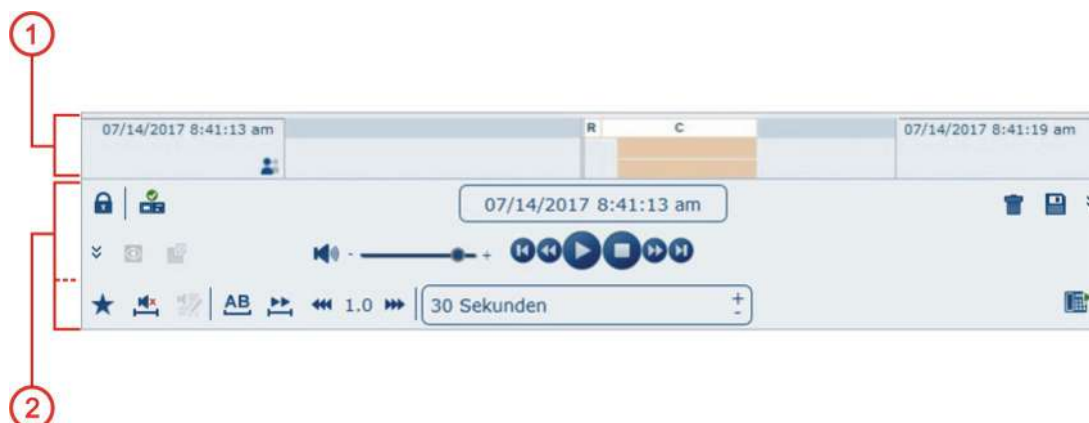 1
07/14/2017 8:41:13 am R C 07/14/2017 8:41:19 am
07/14/2017 8:41:13 am
- +
AB 1.0 30 Sekunden + -
2